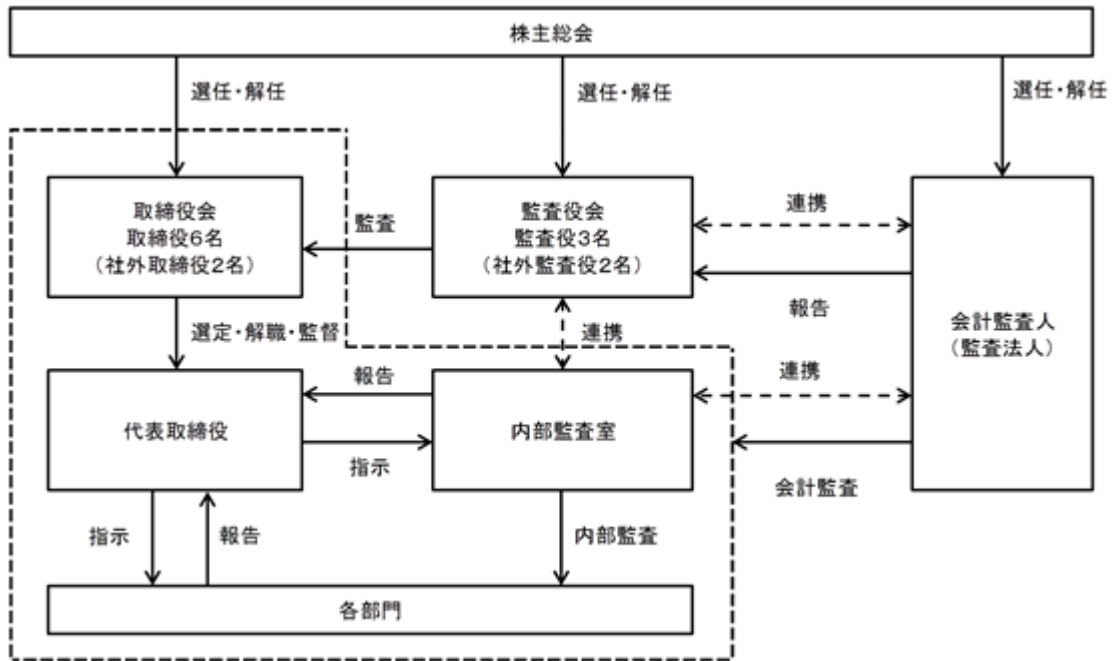 株主総会
選任・解任
選任・解任
選任・解任
取締役会
取締役6名
(社外取締役2名)
監査
監査役会
監査役3名
(社外監査役2名)
連携
報告
会計監査人
(監査法人)
選定・解職・監督
連携
連携
報告
代表取締役
内部監査室
指示
会計監査
指示
報告
内部監査
各部門